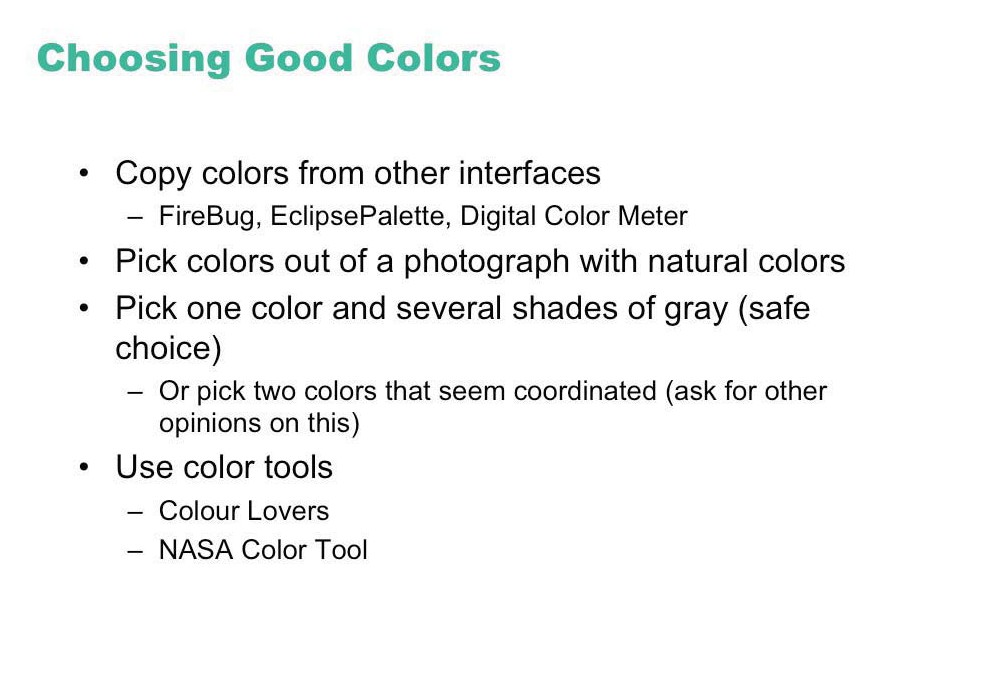 Choosing Good Colors
• Copy colors from other interfaces
– FireBug, EclipsePalette, Digital Color Meter
• Pick colors out of a photograph with natural colors
• Pick one color and several shades of gray (safe
choice)
– Or pick two colors that seem coordinated (ask for other
opinions on this)
• Use color tools
– Colour Lovers
– NASA Color Tool